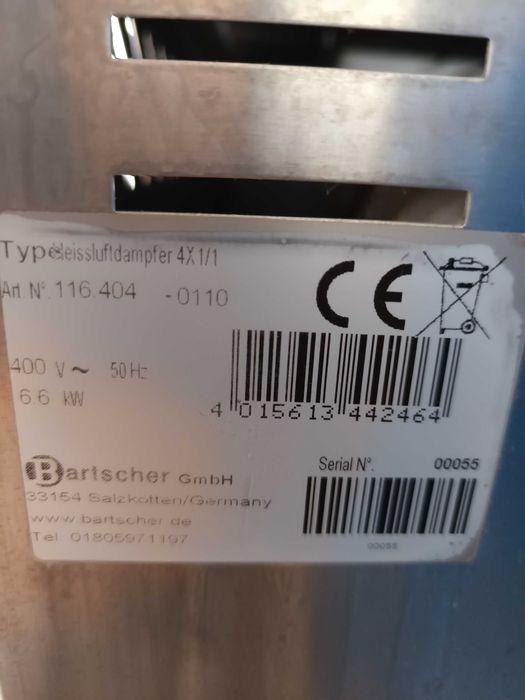 Type Heissluftdämpfer 4X1/1
Art. N°. 116.404 -0110
400 V ~ 50 Hz
6.6 kW
4 015613 442464
Bartscher GmbH
33154 Salzkotten/Germany
www.bartscher.de
Tel. 01805971197
Serial N°. 00055
00055
CE